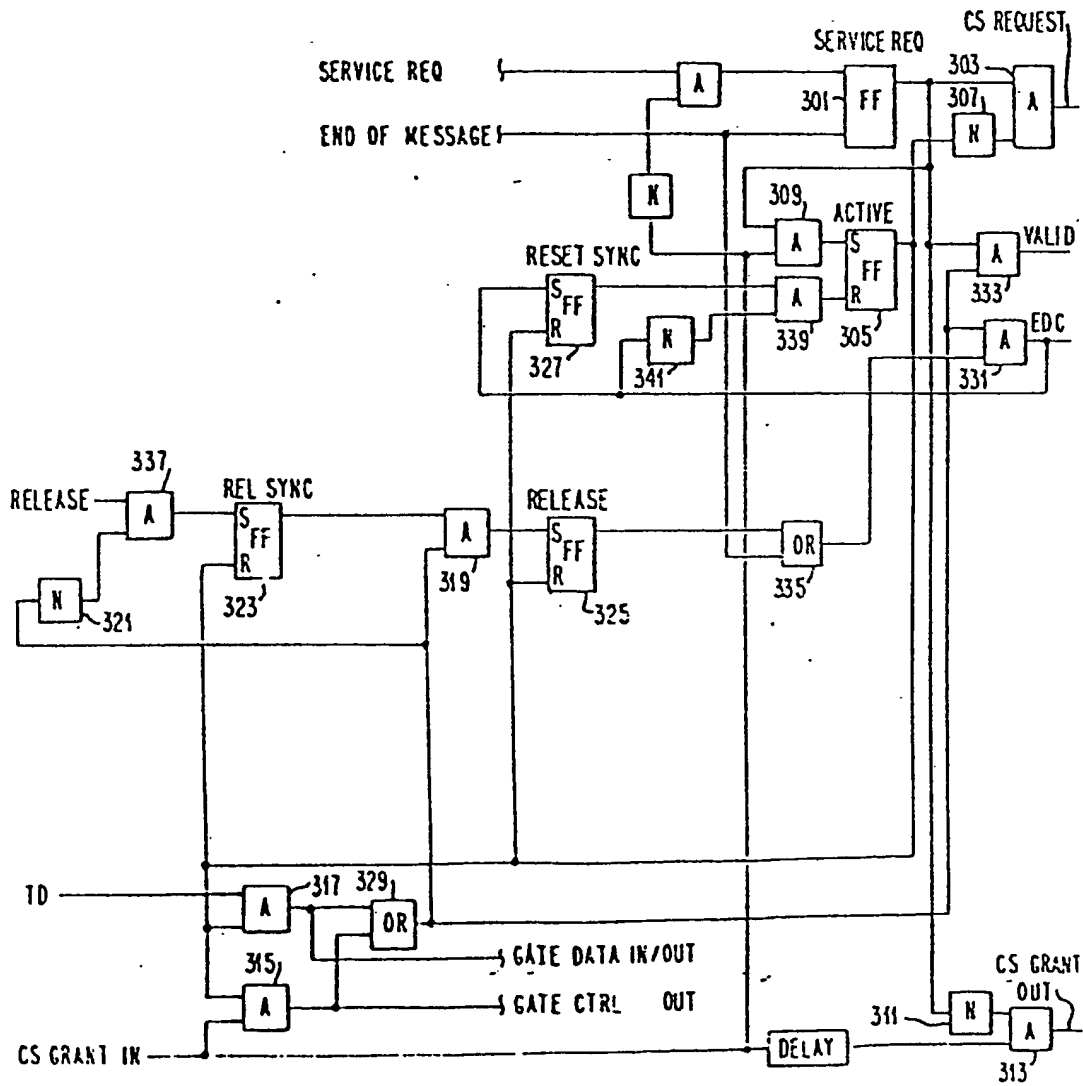 CS REQUEST
SERVICE REQ
303
SERVICE REQ
A
301
FF
307
A
N
END OF MESSAGE
N
309
ACTIVE
A
S
FF
R
VALID
A
333
RESET SYNC
S
FF
R
327
N
341
A
339
305
EDC
A
331
337
RELEASE
A
REL SYNC
S
FF
R
323
N
321
A
319
RELEASE
S
FF
R
325
OR
335
TD
A
317
329
OR
GATE DATA IN/OUT
315
A
GATE CTRL OUT
CS GRANT
OUT
311
N
A
313
CS GRANT IN
DELAY